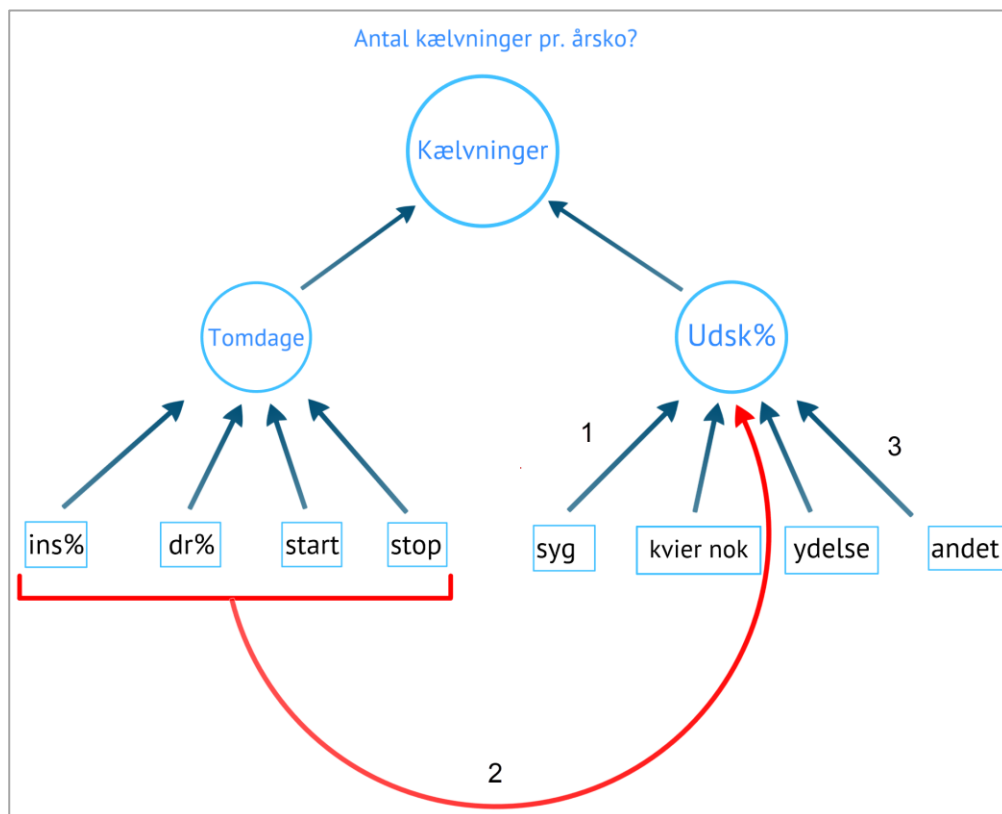 Antal kælvninger pr. årsko?
Kælvninger
Tomdage
Udsk%
1
3
ins%
dr%
start
stop
syg
kvier nok
ydelse
andet
2